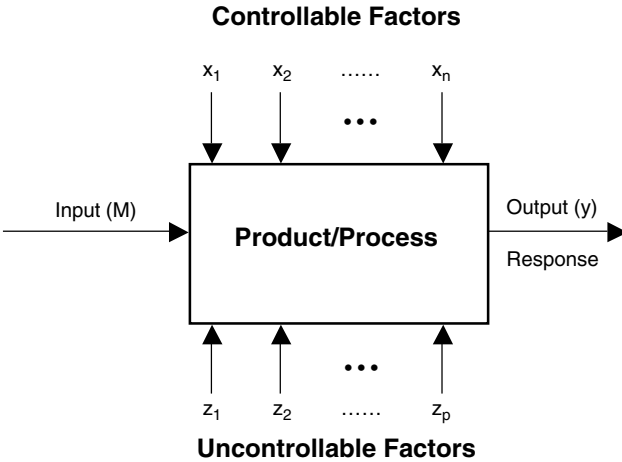 Controllable Factors
x1 x2 ...... xn
•••
Input (M)
Product/Process
Output (y)
Response
•••
z1 z2 ...... zp
Uncontrollable Factors